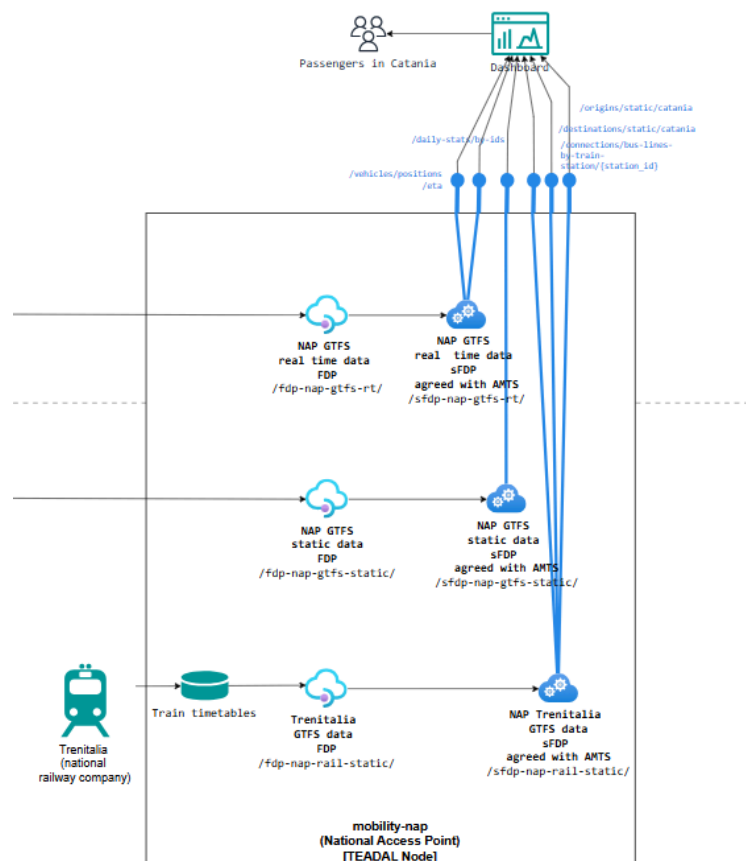 Passengers in Catania
Dashboard
/origins/static/catania
/destinations/static/catania
/daily-stats/by-ids
/connections/bus-lines-
by-train-
station/{station_id}
/vehicles/positions
/eta
NAP GTFS
real time data
FDP
/fdp-nap-gtfs-rt/
NAP GTFS
real time data
sFDP
agreed with AMTS
/sfdp-nap-gtfs-rt/
NAP GTFS
static data
FDP
/fdp-nap-gtfs-static/
NAP GTFS
static data
sFDP
agreed with AMTS
/sfdp-nap-gtfs-static/
Trenitalia
(national
railway company)
Train timetables
Trenitalia
GTFS data
FDP
/fdp-nap-rail-static/
NAP Trenitalia
GTFS data
sFDP
agreed with AMTS
/sfdp-nap-rail-static/
mobility-nap
(National Access Point)
[TEADAL Node]